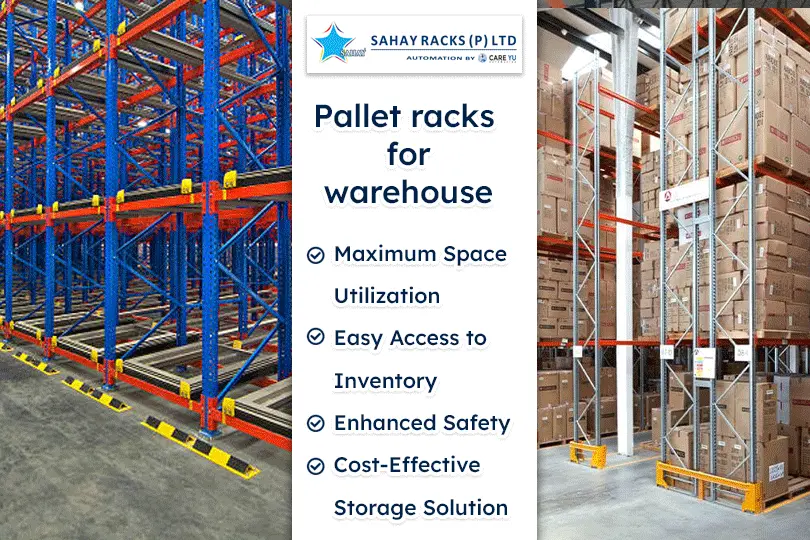 SAHAY
SAHAY RACKS (P) LTD
AUTOMATION BY CARE YU
Pallet racks
for
warehouse
Maximum Space
Utilization
Easy Access to
Inventory
Enhanced Safety
Cost-Effective
Storage Solution